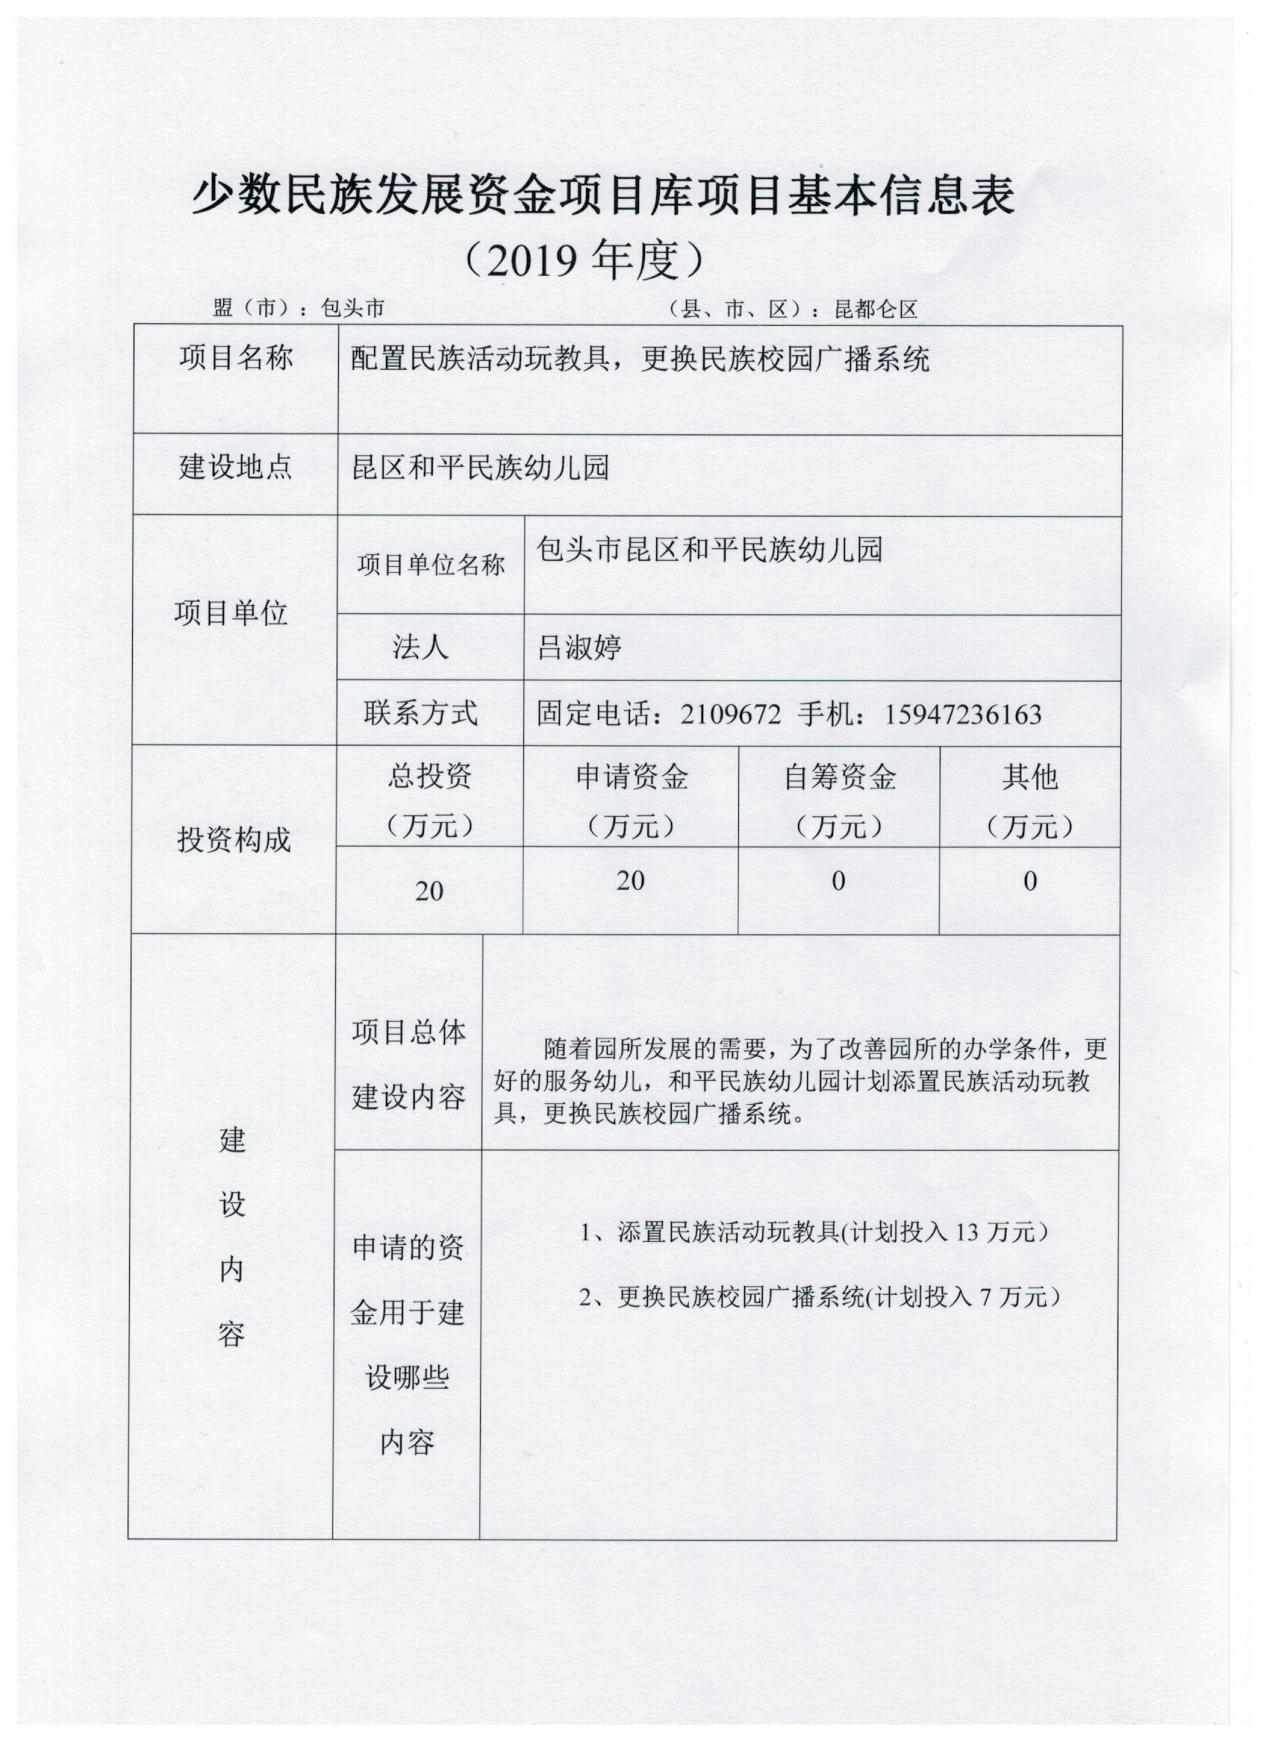 少数民族发展资金项目库项目基本信息表
（2019 年度）
盟（市）：包头市 （县、市、区）：昆都仑区
项目名称 配置民族活动玩教具，更换民族校园广播系统
建设地点 昆区和平民族幼儿园
项目单位
项目单位名称 包头市昆区和平民族幼儿园
法人 吕淑婷
联系方式 固定电话：2109672 手机：15947236163
投资构成
总投资
（万元）
申请资金
（万元）
自筹资金
（万元）
其他
（万元）
20 20 0 0
建
设
内
容
项目总体
建设内容
随着园所发展的需要，为了改善园所的办学条件，更
好的服务幼儿，和平民族幼儿园计划添置民族活动玩教
具，更换民族校园广播系统。
申请的资
金用于建
设哪些
内容
1、添置民族活动玩教具(计划投入 13 万元）
2、更换民族校园广播系统(计划投入 7 万元）